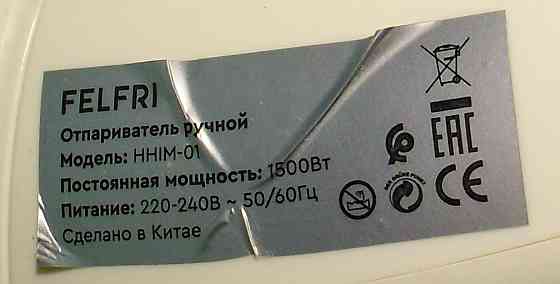 FELFRI
Отпариватель ручной
Модель: HHIM-01
Постоянная мощность: 1500Вт
Питание: 220-240В ~ 50/60Гц
Сделано в Китае
EAC
CE